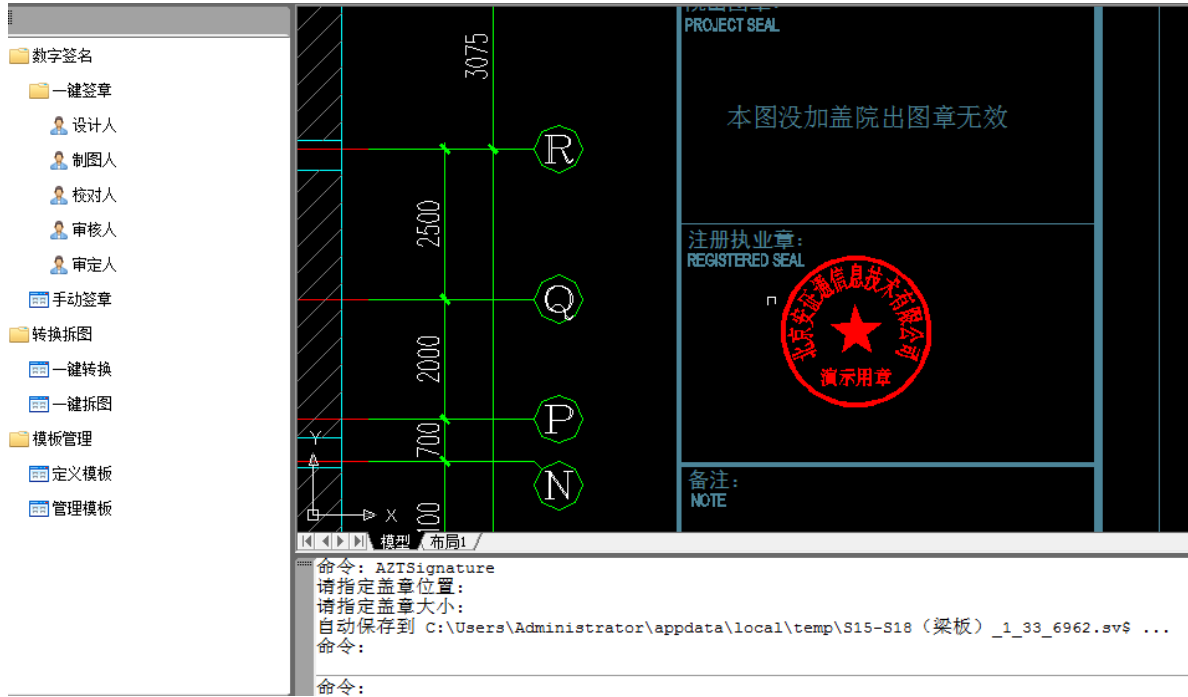 数字签名
一键签章
设计人
制图人
校对人
审核人
审定人
手动签章
转换拆图
一键转换
一键拆图
模板管理
定义模板
管理模板
3075
2500
2000
700
100
R
Q
P
N
Y
X
院出图章:
PROJECT SEAL
本图没加盖院出图章无效
注册执业章:
REGISTERED SEAL
北京安证通信息技术有限公司
演示用章
备注:
NOTE
模型
布局1
命令: AZTSignature
请指定盖章位置:
请指定盖章大小:
自动保存到 C:\Users\Administrator\appdata\local\temp\S15-S18（梁板）_1_33_6962.sv$ ...
命令:
命令: